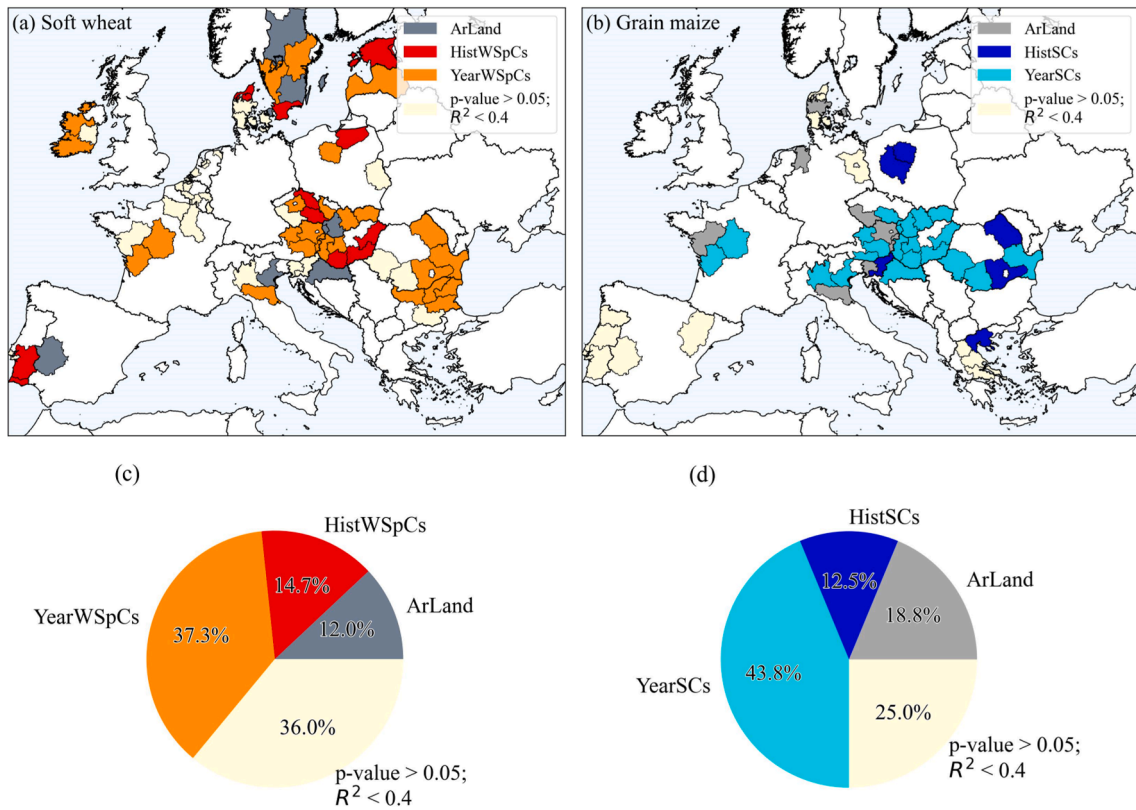 (a) Soft wheat
ArLand
HistWSpCs
YearWSpCs
p-value > 0.05;
R² < 0.4
(b) Grain maize
ArLand
HistSCs
YearSCs
p-value > 0.05;
R² < 0.4
(c)
HistWSpCs
14.7%
ArLand
12.0%
YearWSpCs
37.3%
36.0%
p-value > 0.05;
R² < 0.4
(d)
HistSCs
12.5%
ArLand
18.8%
YearSCs
43.8%
25.0%
p-value > 0.05;
R² < 0.4